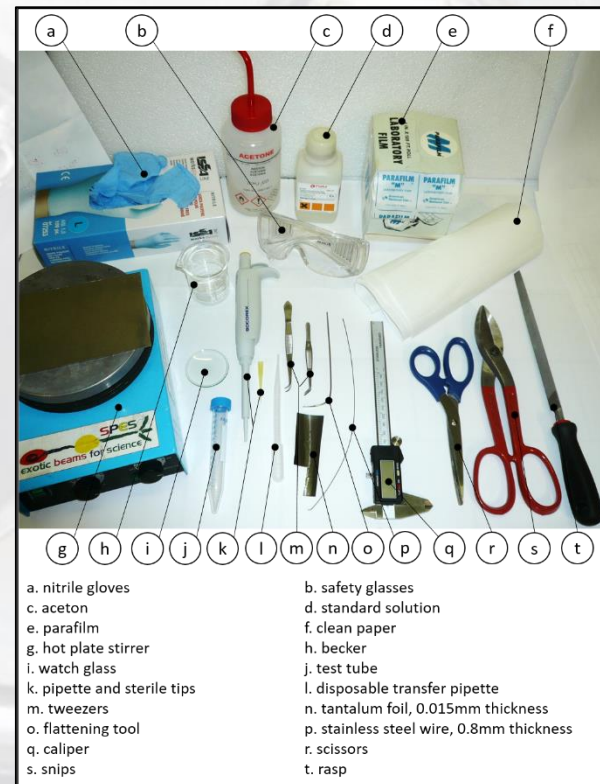 a b c d e f
ACETONE
LABORATORY
FILM
PARAFILM
"M"
PARAFILM
"M"
NITRILE
L
SPES
exotic beams for science
g h i j k l m n o p q r s t
a. nitrile gloves b. safety glasses
c. aceton d. standard solution
e. parafilm f. clean paper
g. hot plate stirrer h. becker
i. watch glass j. test tube
k. pipette and sterile tips l. disposable transfer pipette
m. tweezers n. tantalum foil, 0.015mm thickness
o. flattening tool p. stainless steel wire, 0.8mm thickness
q. caliper r. scissors
s. snips t. rasp